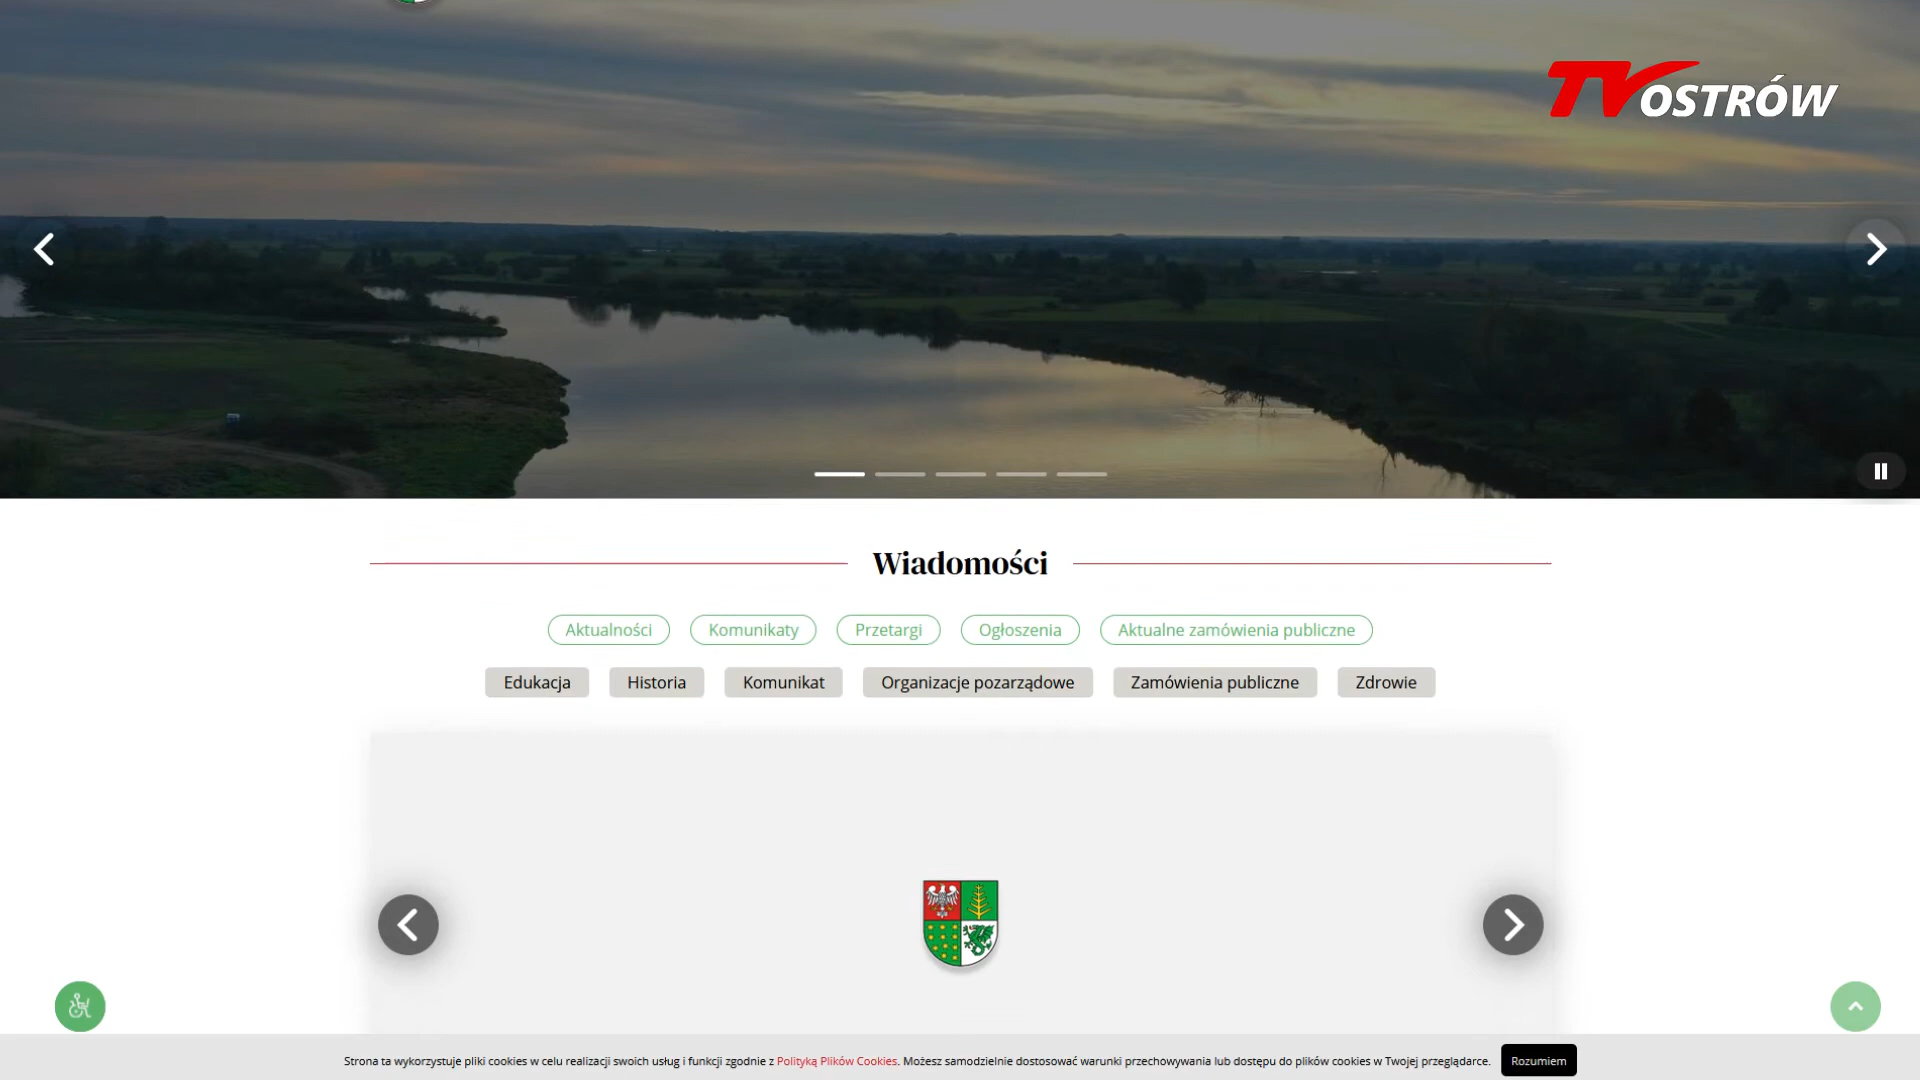 TV OSTRÓW
Wiadomości
Aktualności Komunikaty Przetargi Ogłoszenia Aktualne zamówienia publiczne
Edukacja Historia Komunikat Organizacje pozarządowe Zamówienia publiczne Zdrowie
Strona ta wykorzystuje pliki cookies w celu realizacji swoich usług i funkcji zgodnie z Polityką Plików Cookies. Możesz samodzielnie dostosować warunki przechowywania lub dostępu do plików cookies w Twojej przeglądarce. Rozumiem